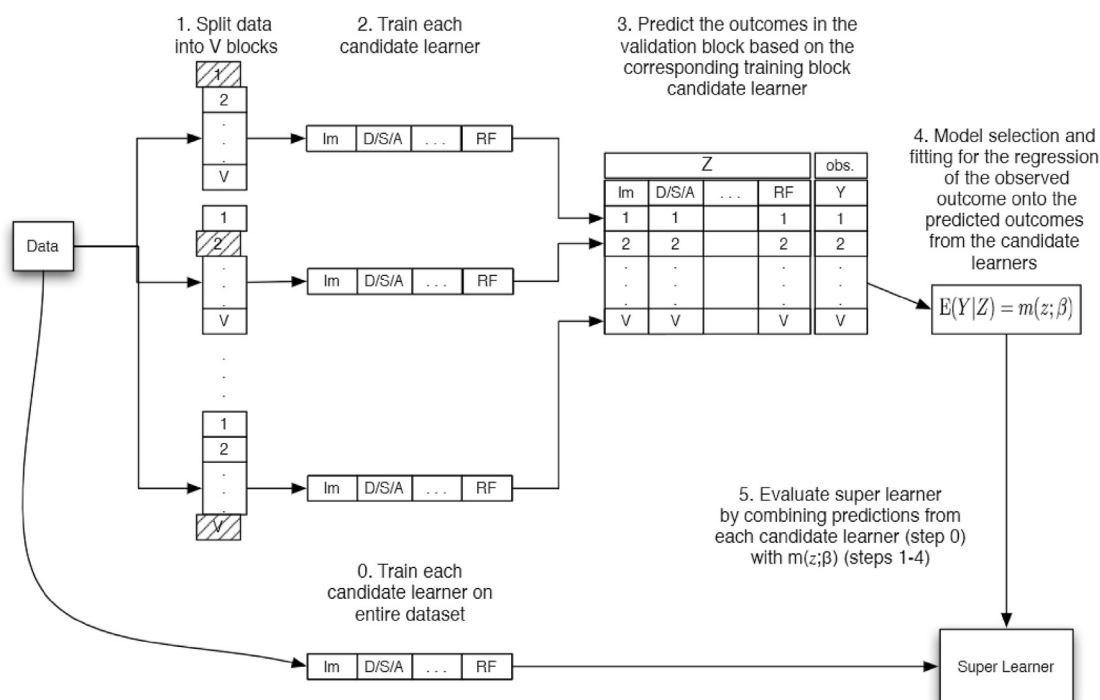 1. Split data
into V blocks
2. Train each
candidate learner
3. Predict the outcomes in the
validation block based on the
corresponding training block
candidate learner
4. Model selection and
fitting for the regression
of the observed
outcome onto the
predicted outcomes
from the candidate
learners
Data
1
2
.
.
.
V
lm D/S/A ... RF
1
2
.
.
.
V
lm D/S/A ... RF
.
.
.
1
2
.
.
.
V
lm D/S/A ... RF
Z obs.
lm D/S/A ... RF Y
1 1 1 1
2 2 2 2
. . . .
. . . .
. . . .
V V V V
E(Y|Z) = m(z; β)
5. Evaluate super learner
by combining predictions from
each candidate learner (step 0)
with m(z;β) (steps 1-4)
0. Train each
candidate learner on
entire dataset
lm D/S/A ... RF
Super Learner